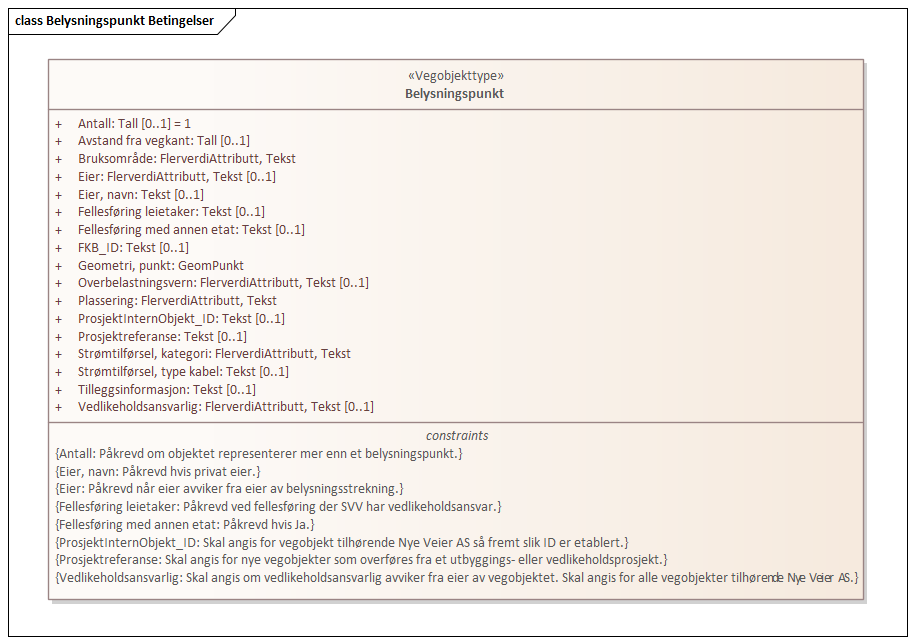 class Belysningspunkt Betingelser
«Vegobjekttype»
Belysningspunkt
+ Antall: Tall [0..1] = 1
+ Avstand fra vegkant: Tall [0..1]
+ Bruksområde: FlerverdiAttributt, Tekst
+ Eier: FlerverdiAttributt, Tekst [0..1]
+ Eier, navn: Tekst [0..1]
+ Fellesføring leietaker: Tekst [0..1]
+ Fellesføring med annen etat: Tekst [0..1]
+ FKB_ID: Tekst [0..1]
+ Geometri, punkt: GeomPunkt
+ Overbelastningsvern: FlerverdiAttributt, Tekst [0..1]
+ Plassering: FlerverdiAttributt, Tekst
+ ProsjektInternObjekt_ID: Tekst [0..1]
+ Prosjektreferanse: Tekst [0..1]
+ Strømtilførsel, kategori: FlerverdiAttributt, Tekst
+ Strømtilførsel, type kabel: Tekst [0..1]
+ Tilleggsinformasjon: Tekst [0..1]
+ Vedlikeholdsansvarlig: FlerverdiAttributt, Tekst [0..1]
constraints
{Antall: Påkrevd om objektet representerer mer enn et belysningspunkt.}
{Eier, navn: Påkrevd hvis privat eier.}
{Eier: Påkrevd når eier avviker fra eier av belysningsstrekning.}
{Fellesføring leietaker: Påkrevd ved fellesføring der SVV har vedlikeholdsansvar.}
{Fellesføring med annen etat: Påkrevd hvis Ja.}
{ProsjektInternObjekt_ID: Skal angis for vegobjekt tilhørende Nye Veier AS så fremt slik ID er etablert.}
{Prosjektreferanse: Skal angis for nye vegobjekter som overføres fra et utbyggings- eller vedlikeholdsprosjekt.}
{Vedlikeholdsansvarlig: Skal angis om vedlikeholdsansvarlig avviker fra eier av vegobjektet. Skal angis for alle vegobjekter tilhørende Nye Veier AS.}